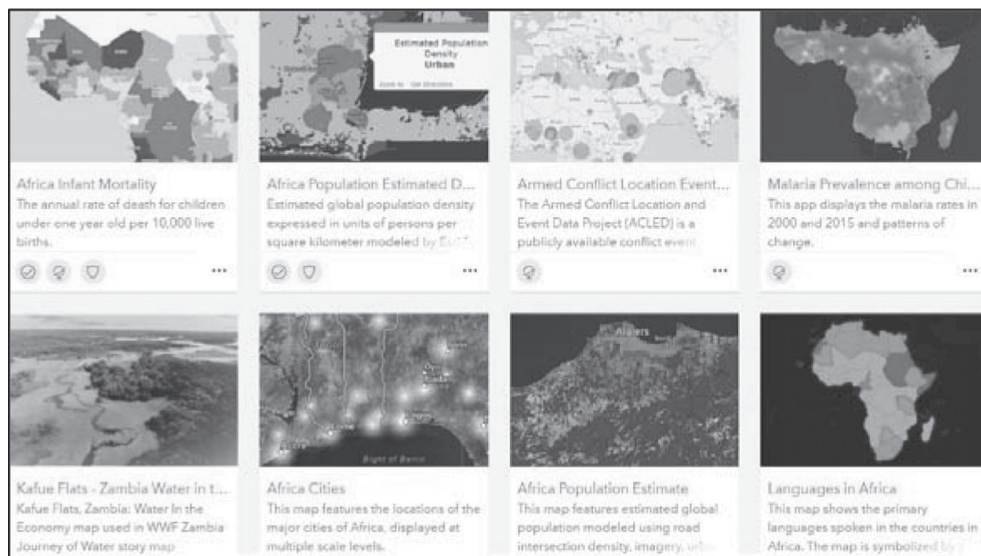 Estimated Population
Density
Urban
Africa Infant Mortality
The annual rate of death for children
under one year old per 10,000 live
births.
Africa Population Estimated D...
Estimated global population density
expressed in units of persons per
square kilometer modeled by
Armed Conflict Location Event...
The Armed Conflict Location and
Event Data Project (ACLED) is a
publicly available conflict event
Malaria Prevalence among Chi...
This app displays the malaria rates in
2000 and 2015 and patterns of
change.
Algiers
Bight of Benin
Kafue Flats - Zambia Water in t...
Kafue Flats, Zambia: Water In the
Economy map used in WWF Zambia
Journey of Water story map
Africa Cities
This map features the locations of the
major cities of Africa, displayed at
multiple scale levels.
Africa Population Estimate
This map features estimated global
population modeled using road
intersection density, imagery,
Languages in Africa
This map shows the primary
languages spoken in the countries in
Africa. The map is symbolized by